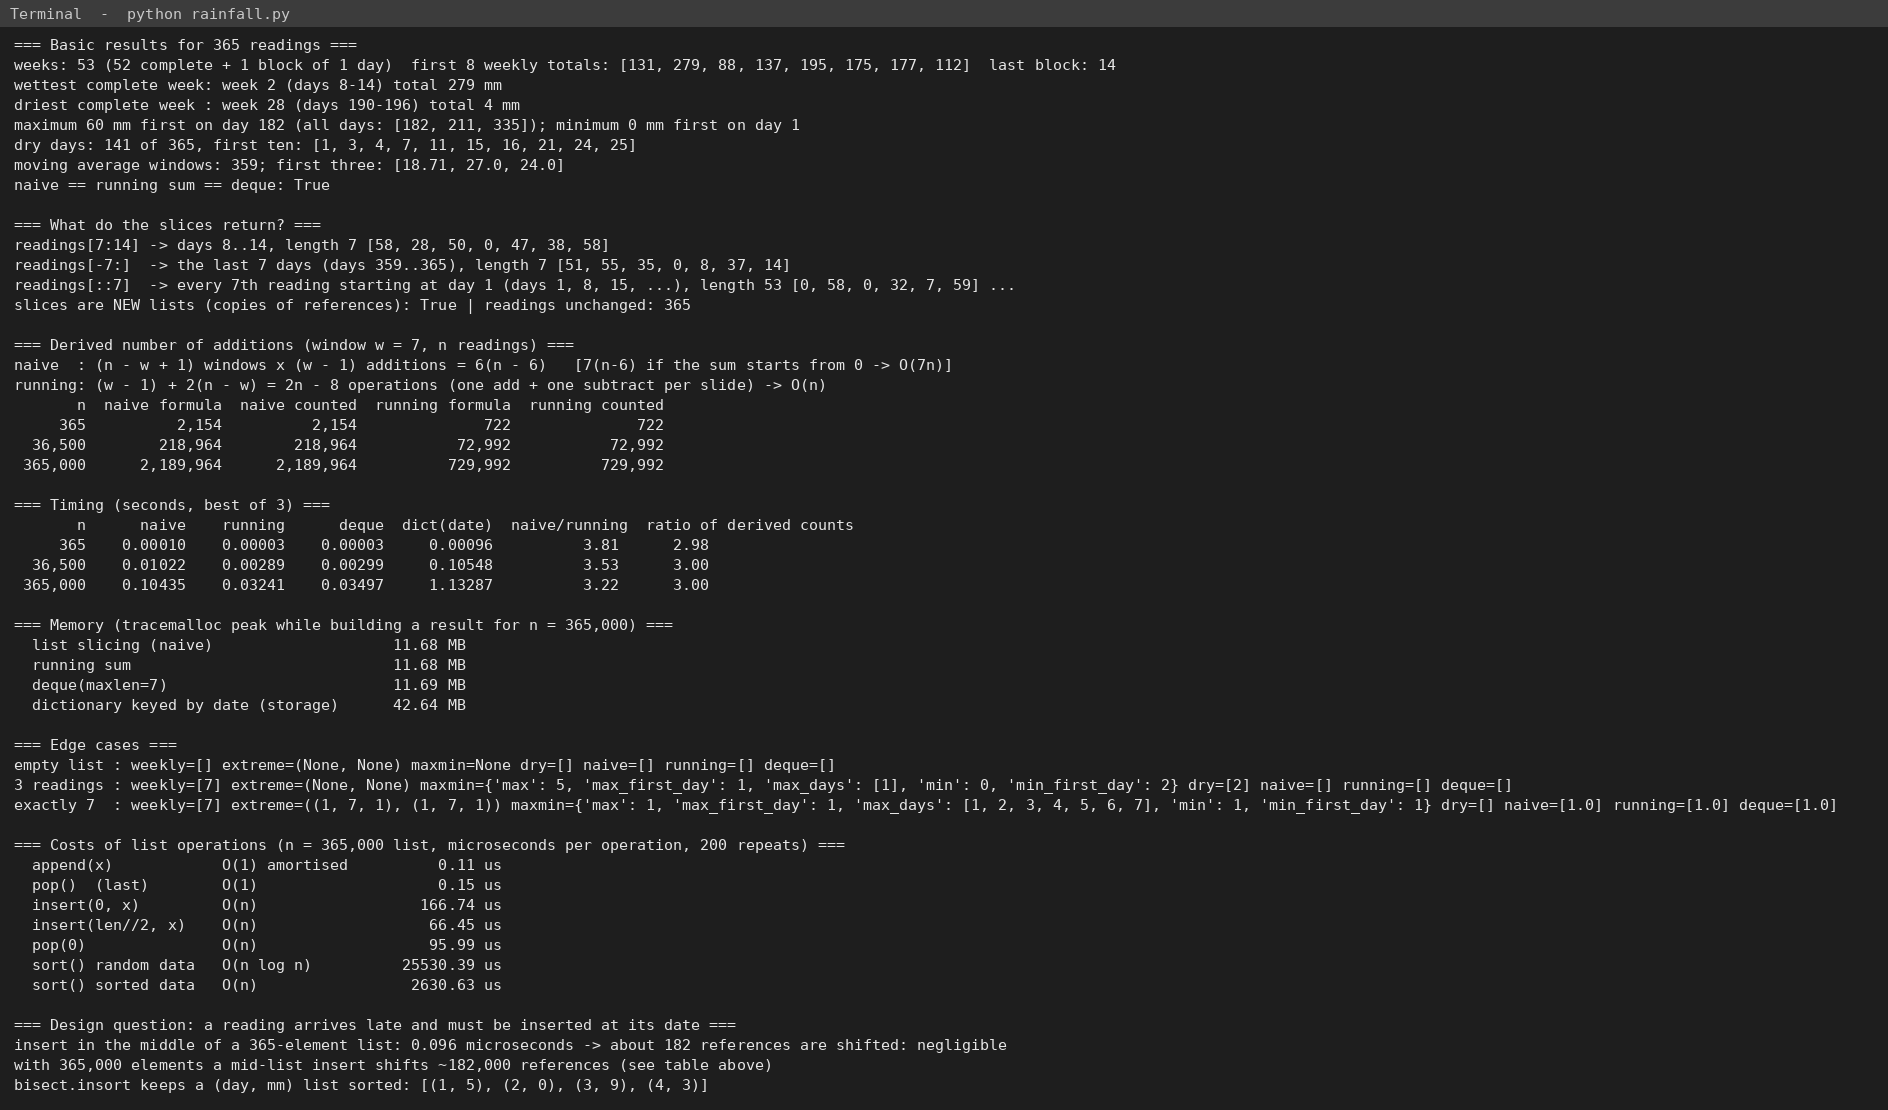 Terminal  -  python rainfall.py
=== Basic results for 365 readings ===
weeks: 53 (52 complete + 1 block of 1 day)  first 8 weekly totals: [131, 279, 88, 137, 195, 175, 177, 112]  last block: 14
wettest complete week: week 2 (days 8-14) total 279 mm
driest complete week : week 28 (days 190-196) total 4 mm
maximum 60 mm first on day 182 (all days: [182, 211, 335]); minimum 0 mm first on day 1
dry days: 141 of 365, first ten: [1, 3, 4, 7, 11, 15, 16, 21, 24, 25]
moving average windows: 359; first three: [18.71, 27.0, 24.0]
naive == running sum == deque: True

=== What do the slices return? ===
readings[7:14] -> days 8..14, length 7 [58, 28, 50, 0, 47, 38, 58]
readings[-7:]  -> the last 7 days (days 359..365), length 7 [51, 55, 35, 0, 8, 37, 14]
readings[::7]  -> every 7th reading starting at day 1 (days 1, 8, 15, ...), length 53 [0, 58, 0, 32, 7, 59] ...
slices are NEW lists (copies of references): True | readings unchanged: 365

=== Derived number of additions (window w = 7, n readings) ===
naive  : (n - w + 1) windows x (w - 1) additions = 6(n - 6)   [7(n-6) if the sum starts from 0 -> O(7n)]
running: (w - 1) + 2(n - w) = 2n - 8 operations (one add + one subtract per slide) -> O(n)
       n  naive formula  naive counted  running formula  running counted
     365          2,154          2,154              722              722
  36,500        218,964        218,964           72,992           72,992
 365,000      2,189,964      2,189,964          729,992          729,992

=== Timing (seconds, best of 3) ===
       n      naive    running      deque  dict(date)  naive/running  ratio of derived counts
     365    0.00010    0.00003    0.00003     0.00096          3.81      2.98
  36,500    0.01022    0.00289    0.00299     0.10548          3.53      3.00
 365,000    0.10435    0.03241    0.03497     1.13287          3.22      3.00

=== Memory (tracemalloc peak while building a result for n = 365,000) ===
  list slicing (naive)                    11.68 MB
  running sum                             11.68 MB
  deque(maxlen=7)                         11.69 MB
  dictionary keyed by date (storage)      42.64 MB

=== Edge cases ===
empty list : weekly=[] extreme=(None, None) maxmin=None dry=[] naive=[] running=[] deque=[]
3 readings : weekly=[7] extreme=(None, None) maxmin={'max': 5, 'max_first_day': 1, 'max_days': [1], 'min': 0, 'min_first_day': 2} dry=[2] naive=[] running=[] deque=[]
exactly 7  : weekly=[7] extreme=((1, 7, 1), (1, 7, 1)) maxmin={'max': 1, 'max_first_day': 1, 'max_days': [1, 2, 3, 4, 5, 6, 7], 'min': 1, 'min_first_day': 1} dry=[] naive=[1.0] running=[1.0] deque=[1.0]

=== Costs of list operations (n = 365,000 list, microseconds per operation, 200 repeats) ===
  append(x)            O(1) amortised          0.11 us
  pop()  (last)        O(1)                    0.15 us
  insert(0, x)         O(n)                  166.74 us
  insert(len//2, x)    O(n)                   66.45 us
  pop(0)               O(n)                   95.99 us
  sort() random data   O(n log n)          25530.39 us
  sort() sorted data   O(n)                 2630.63 us

=== Design question: a reading arrives late and must be inserted at its date ===
insert in the middle of a 365-element list: 0.096 microseconds -> about 182 references are shifted: negligible
with 365,000 elements a mid-list insert shifts ~182,000 references (see table above)
bisect.insort keeps a (day, mm) list sorted: [(1, 5), (2, 0), (3, 9), (4, 3)]